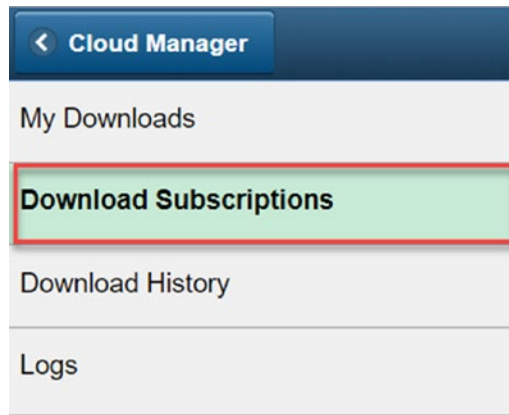 Cloud Manager
My Downloads
Download Subscriptions
Download History
Logs